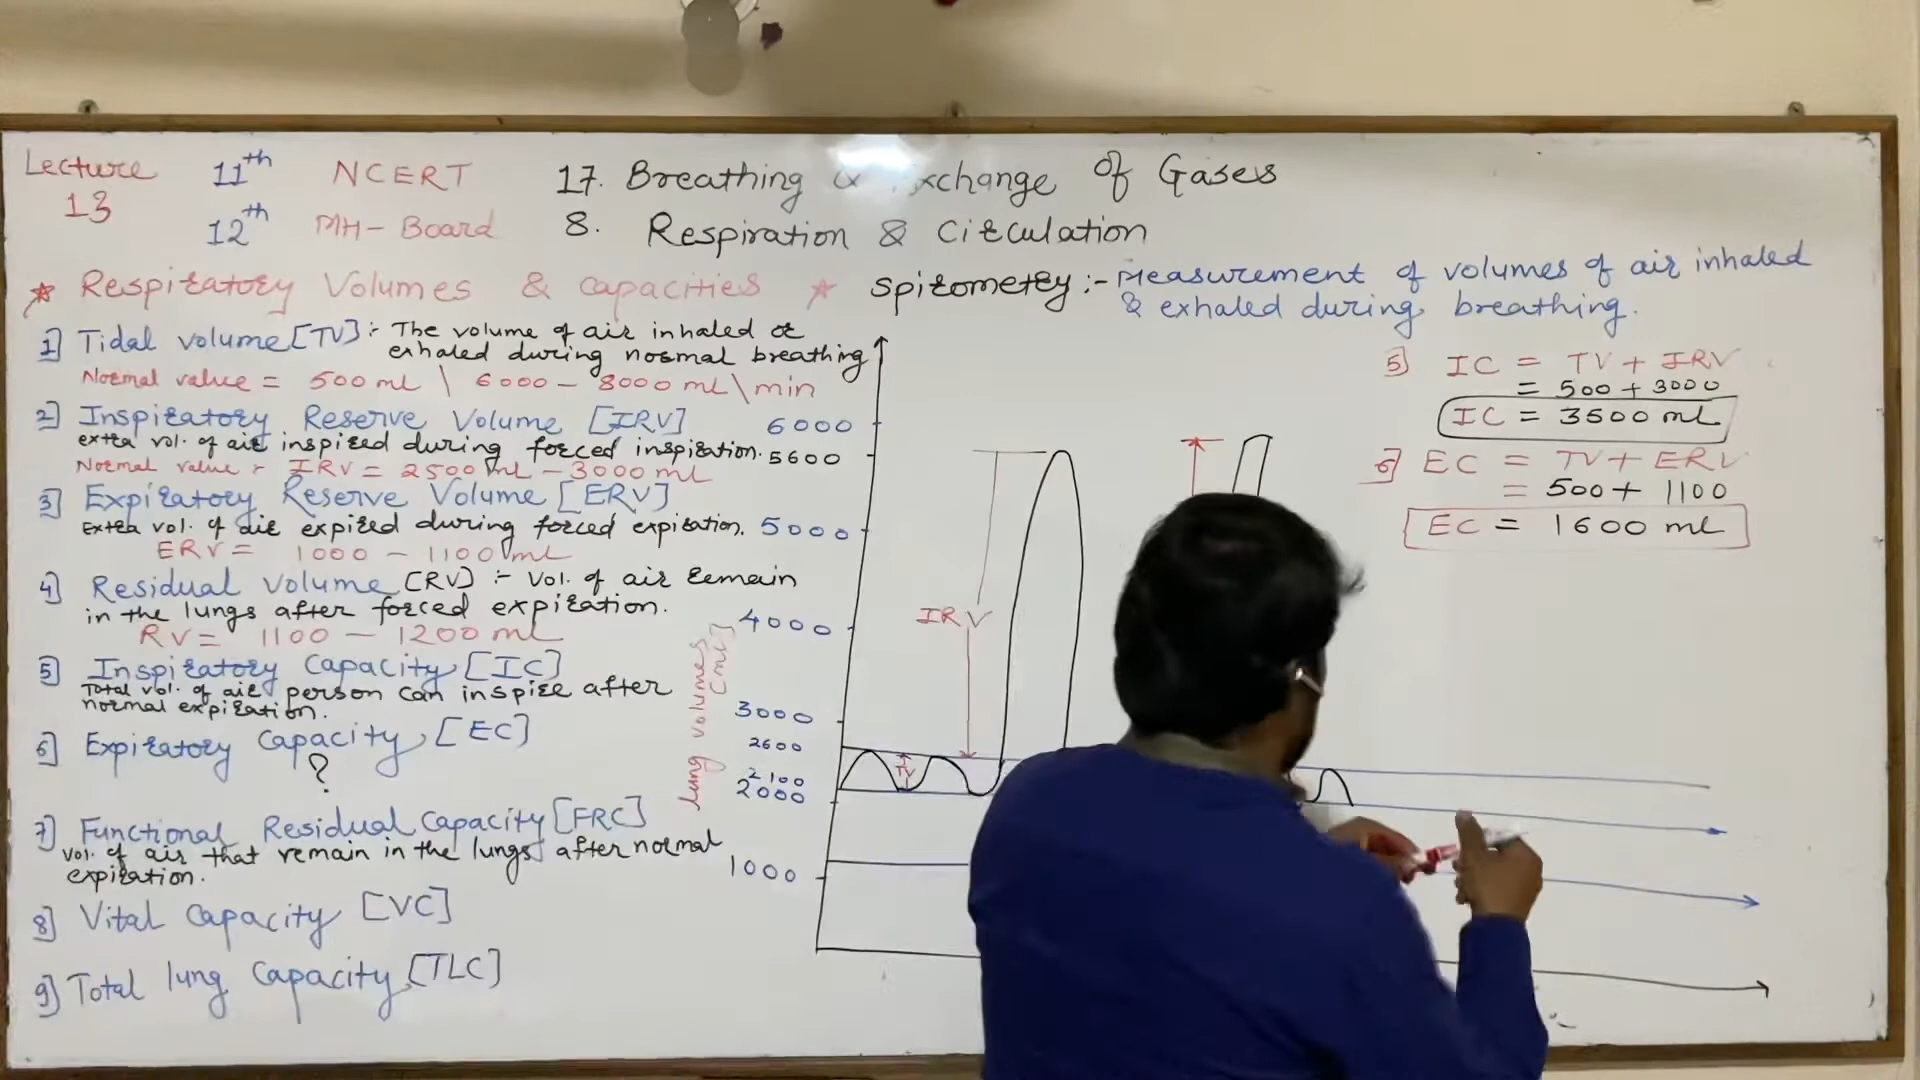 Lecture 11th NCERT 17. Breathing & xchange of Gases
13 12th MH-Board 8. Respiration & Circulation
* Respiratory Volumes & capacities * spirometry :- Measurement of volumes of air inhaled
& exhaled during breathing.
1] Tidal volume [TV] :- The volume of air inhaled or
exhaled during normal breathing
Normal value = 500 ml \ 6000 - 8000 ml\min
2] Inspiratory Reserve Volume [IRV]
extra vol. of air inspired during forced inspiration.
Normal value :- IRV = 2500 ml - 3000 ml
3] Expiratory Reserve Volume [ERV]
Extra vol. of air expired during forced expiration.
ERV = 1000 - 1100 ml
4] Residual volume [RV] :- Vol. of air remain
in the lungs after forced expiration.
RV = 1100 - 1200 ml
5] Inspiratory Capacity [IC]
Total vol. of air person can inspire after
normal expiration.
6] Expiratory Capacity [EC]
?
7] Functional Residual Capacity [FRC]
vol. of air that remain in the lungs after normal
expiration.
8] Vital Capacity [VC]
9] Total lung Capacity [TLC]
lung volumes
[ml]
6000
5600
5000
4000
3000
2600
2100
2000
1000
IRV
TV
5] IC = TV + IRV
= 500 + 3000
IC = 3500 ml
6] EC = TV + ERV
= 500 + 1100
EC = 1600 ml